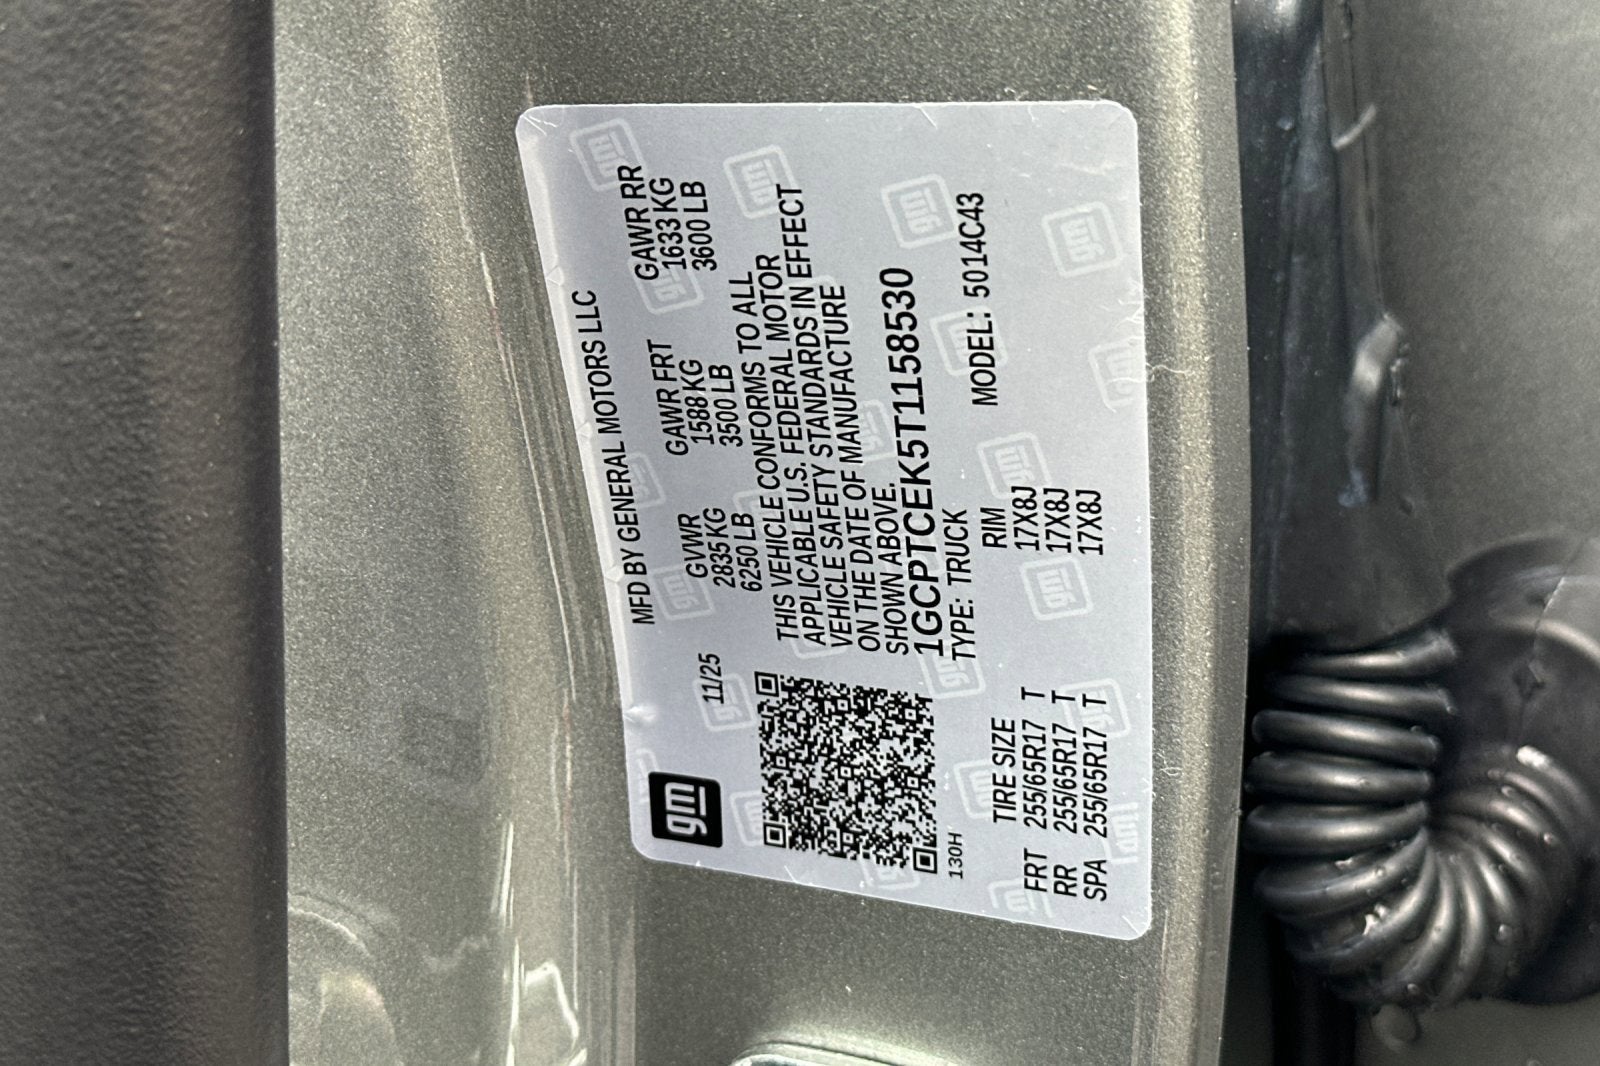 gm
11/25
MFD BY GENERAL MOTORS LLC
GVWR GAWR FRT GAWR RR
2835 KG 1588 KG 1633 KG
6250 LB 3500 LB 3600 LB
THIS VEHICLE CONFORMS TO ALL
APPLICABLE U.S. FEDERAL MOTOR
VEHICLE SAFETY STANDARDS IN EFFECT
ON THE DATE OF MANUFACTURE
SHOWN ABOVE.
1GCPTCEK5T1158530
TYPE: TRUCK MODEL: 5014C43
130H
TIRE SIZE RIM
FRT 255/65R17 T 17X8J
RR 255/65R17 T 17X8J
SPA 255/65R17 T 17X8J